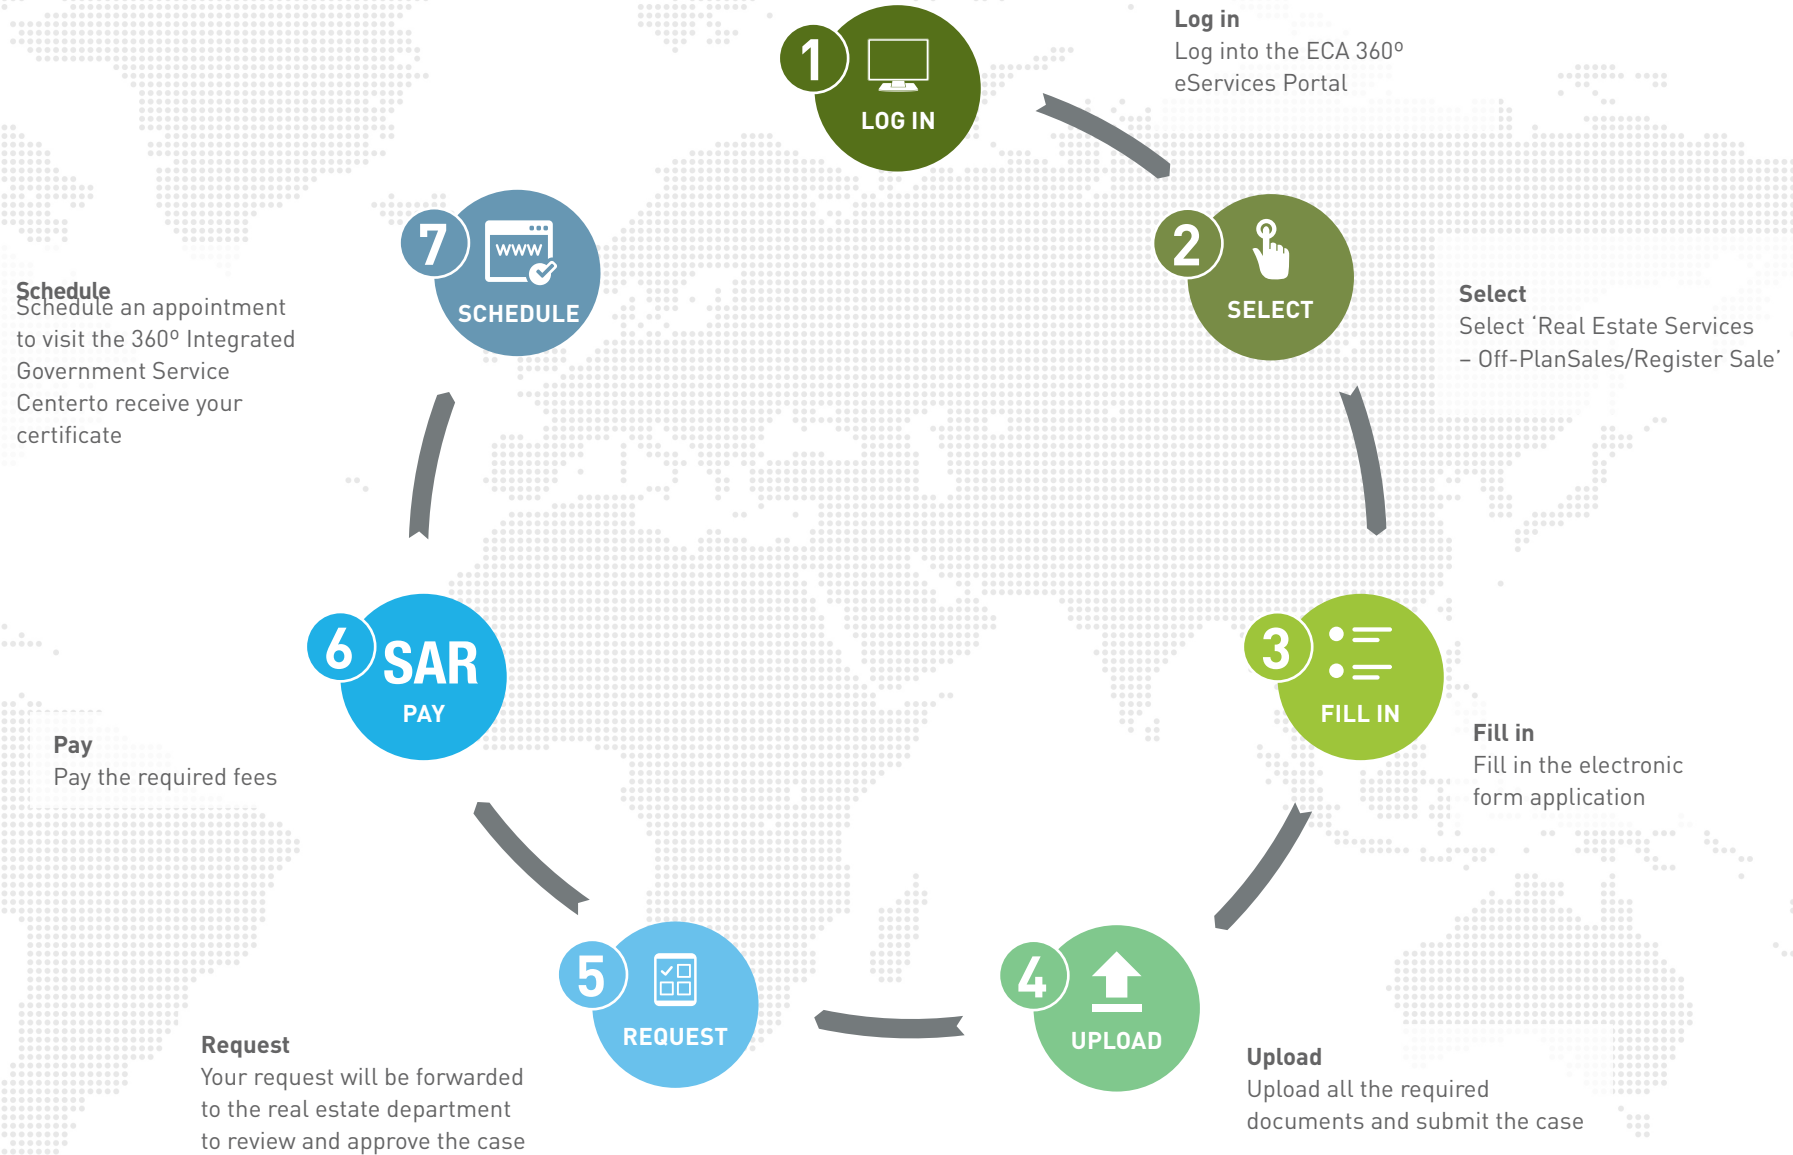 1
LOG IN
Log in
Log into the ECA 360º
eServices Portal
2
SELECT
Select
Select ‘Real Estate Services
– Off-PlanSales/Register Sale’
3
FILL IN
Fill in
Fill in the electronic
form application
4
UPLOAD
Upload
Upload all the required
documents and submit the case
5
REQUEST
Request
Your request will be forwarded
to the real estate department
to review and approve the case
6
SAR
PAY
Pay
Pay the required fees
7
www
SCHEDULE
Schedule
Schedule an appointment
to visit the 360º Integrated
Government Service
Centerto receive your
certificate